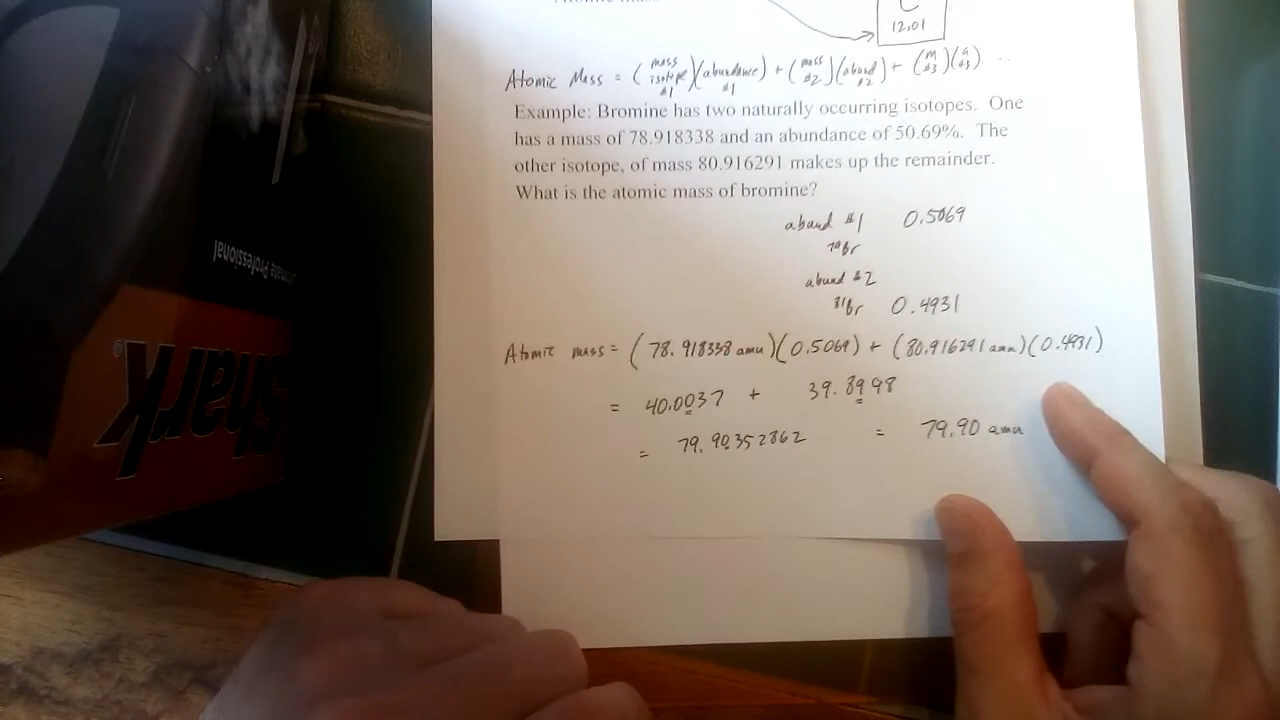 Atomic mass
C
12.01
Atomic Mass = (mass isotope #1)(abundance #1) + (mass #2)(abund #2) + (m #3)(a #3) ...
Example: Bromine has two naturally occurring isotopes. One
has a mass of 78.918338 and an abundance of 50.69%. The
other isotope, of mass 80.916291 makes up the remainder.
What is the atomic mass of bromine?
aband #1 0.5069
79Br
abund #2
81Br 0.4931
Atomic mass = (78.918338 amu)(0.5069) + (80.916291 amu)(0.4931)
= 40.0037 + 39.8998
= 79.90352862 = 79.90 amu
Professional
Shark